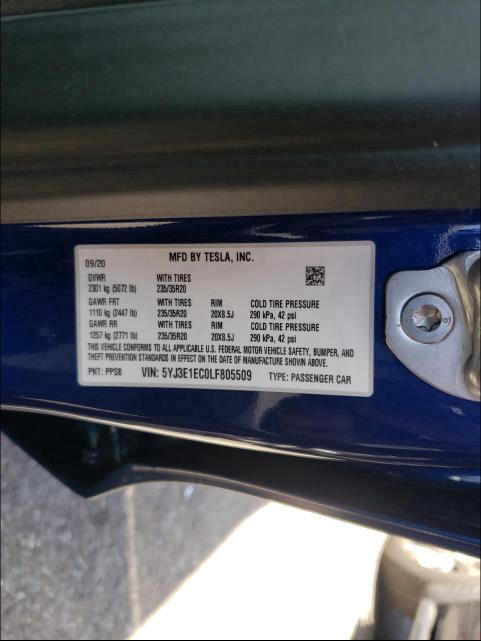 MFD BY TESLA, INC.
09/20
GVWR WITH TIRES
2301 kg (5072 lb) 235/35R20
GAWR FRT WITH TIRES RIM COLD TIRE PRESSURE
1110 kg (2447 lb) 235/35R20 20X8.5J 290 kPa, 42 psi
GAWR RR WITH TIRES RIM COLD TIRE PRESSURE
1257 kg (2771 lb) 235/35R20 20X8.5J 290 kPa, 42 psi
THIS VEHICLE CONFORMS TO ALL APPLICABLE U.S. FEDERAL MOTOR VEHICLE SAFETY, BUMPER, AND
THEFT PREVENTION STANDARDS IN EFFECT ON THE DATE OF MANUFACTURE SHOWN ABOVE.
PNT: PPSB VIN: 5YJ3E1EC0LF805509 TYPE: PASSENGER CAR